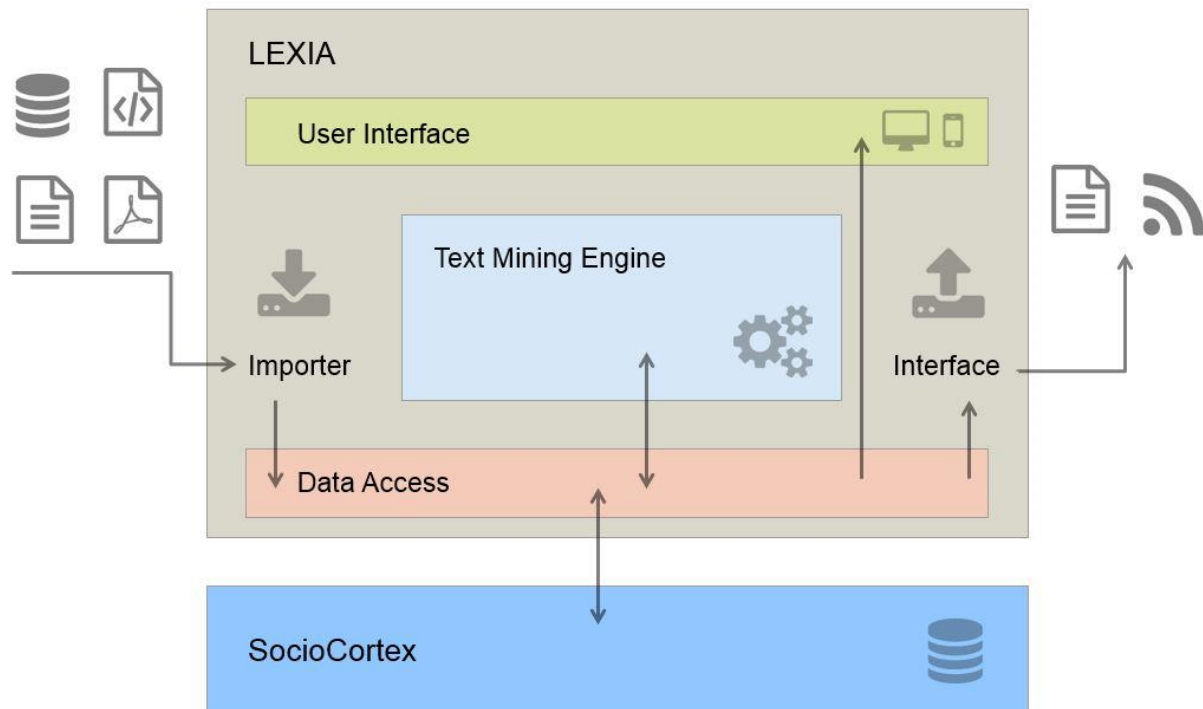 LEXIA
User Interface
Text Mining Engine
Importer
Interface
Data Access
SocioCortex